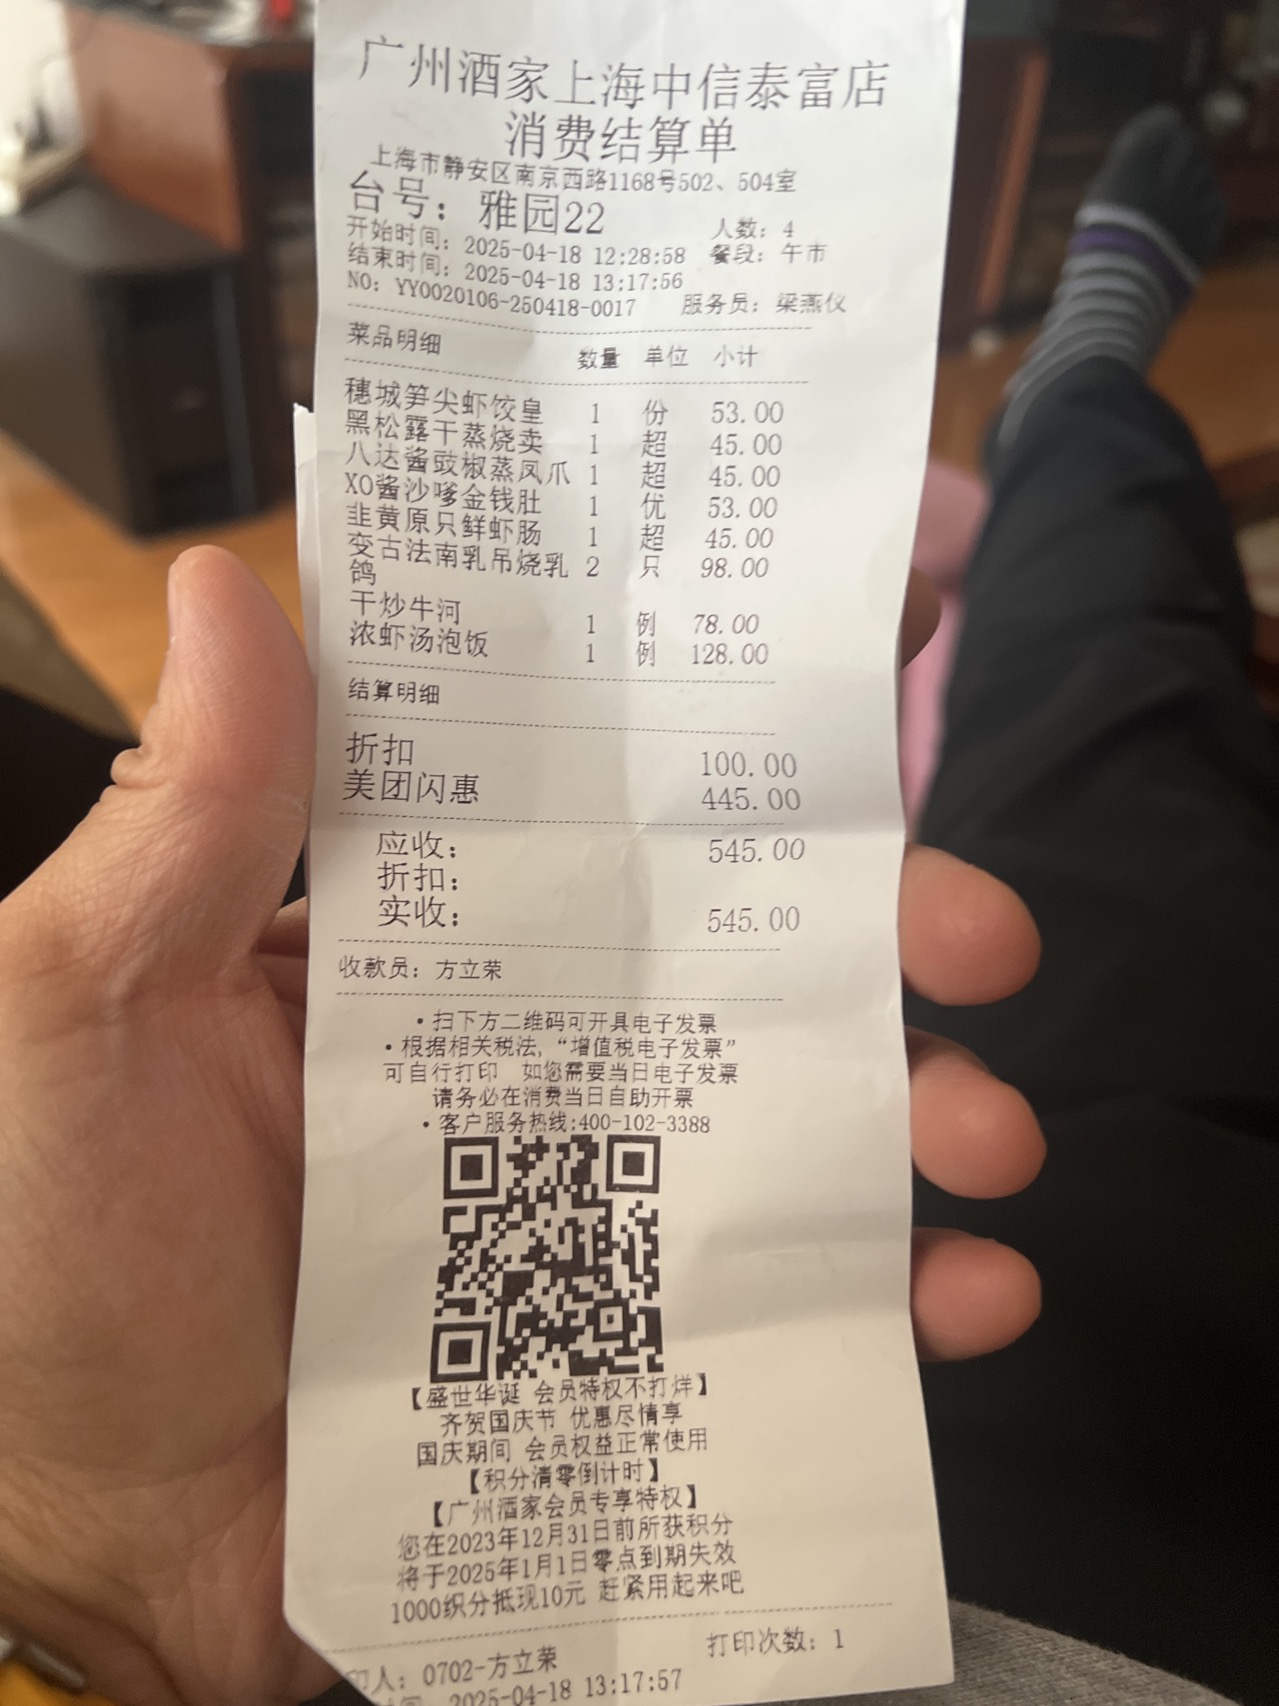 广州酒家上海中信泰富店
消费结算单
上海市静安区南京西路1168号502、504室
台号：雅园22 人数：4
开始时间：2025-04-18 12:28:58 餐段：午市
结束时间：2025-04-18 13:17:56
NO：YY0020106-250418-0017 服务员：梁燕仪
菜品明细 数量 单位 小计
穗城笋尖虾饺皇 1 份 53.00
黑松露干蒸烧卖 1 超 45.00
八达酱豉椒蒸凤爪 1 超 45.00
XO酱沙嗲金钱肚 1 优 53.00
韭黄原只鲜虾肠 1 超 45.00
变古法南乳吊烧乳 2 只 98.00
鸽
干炒牛河 1 例 78.00
浓虾汤泡饭 1 例 128.00
结算明细
折扣 100.00
美团闪惠 445.00
应收： 545.00
折扣：
实收： 545.00
收款员：方立荣
·扫下方二维码可开具电子发票
·根据相关税法，“增值税电子发票”
可自行打印 如您需要当日电子发票
请务必在消费当日自助开票
·客户服务热线:400-102-3388
【盛世华诞 会员特权不打烊】
齐贺国庆节 优惠尽情享
国庆期间 会员权益正常使用
【积分清零倒计时】
【广州酒家会员专享特权】
您在2023年12月31日前所获积分
将于2025年1月1日零点到期失效
1000积分抵现10元 赶紧用起来吧
印人：0702-方立荣 打印次数：1
2025-04-18 13:17:57